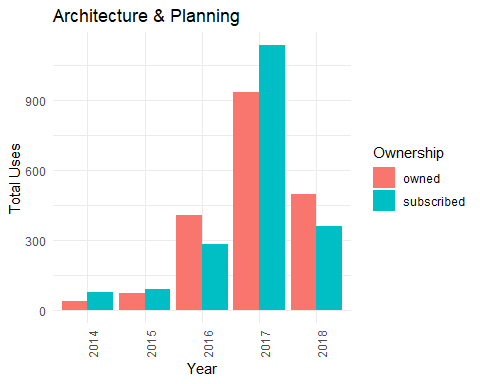 Architecture & Planning
Total Uses
900
600
300
0
2014
2015
2016
2017
2018
Year
Ownership
owned
subscribed